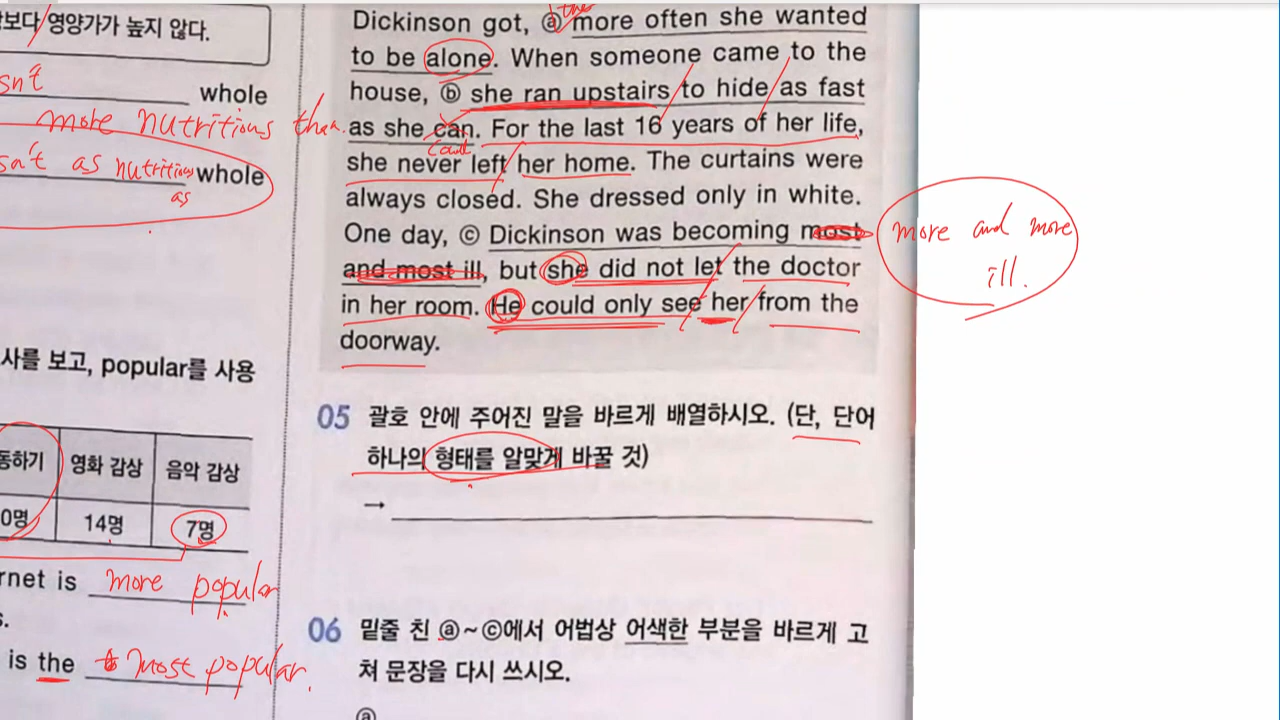 보다 영양가가 높지 않다.
sn't
whole
more nutritious than.
sn't as nutritious whole
as
사를 보고, popular를 사용
동하기 영화 감상 음악 감상
0명 14명 7명
rnet is more popular
s.
is the most popular.
the
Dickinson got, ⓐ more often she wanted
to be alone. When someone came to the
house, ⓑ she ran upstairs to hide as fast
as she can. For the last 16 years of her life,
she never left her home. The curtains were
always closed. She dressed only in white.
One day, ⓒ Dickinson was becoming most
and most ill, but she did not let the doctor
in her room. He could only see her from the
doorway.
more and more
ill.
05 괄호 안에 주어진 말을 바르게 배열하시오. (단, 단어
하나의 형태를 알맞게 바꿀 것)
→
06 밑줄 친 ⓐ~ⓒ에서 어법상 어색한 부분을 바르게 고
쳐 문장을 다시 쓰시오.
ⓐ